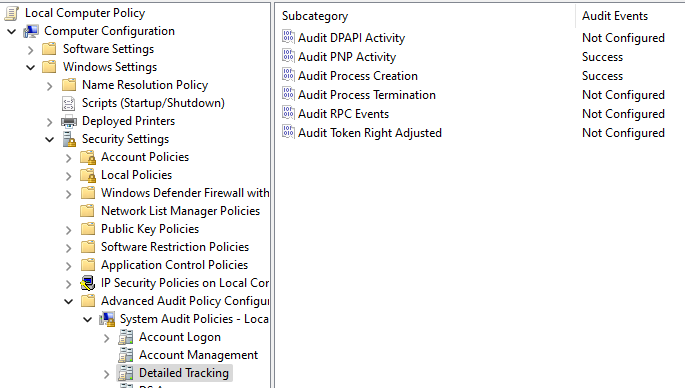 Local Computer Policy
Computer Configuration
Software Settings
Windows Settings
Name Resolution Policy
Scripts (Startup/Shutdown)
Deployed Printers
Security Settings
Account Policies
Local Policies
Windows Defender Firewall with
Network List Manager Policies
Public Key Policies
Software Restriction Policies
Application Control Policies
IP Security Policies on Local Cor
Advanced Audit Policy Configu
System Audit Policies - Loca
Account Logon
Account Management
Detailed Tracking
Subcategory Audit Events
Audit DPAPI Activity Not Configured
Audit PNP Activity Success
Audit Process Creation Success
Audit Process Termination Not Configured
Audit RPC Events Not Configured
Audit Token Right Adjusted Not Configured